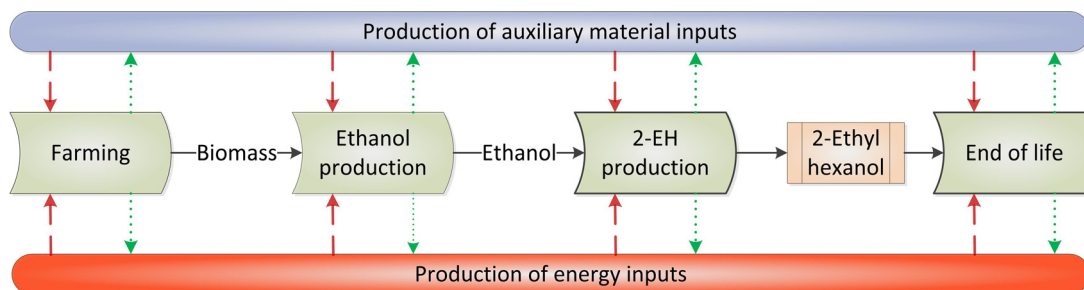 Production of auxiliary material inputs
Farming
Biomass
Ethanol
production
Ethanol
2-EH
production
2-Ethyl
hexanol
End of life
Production of energy inputs